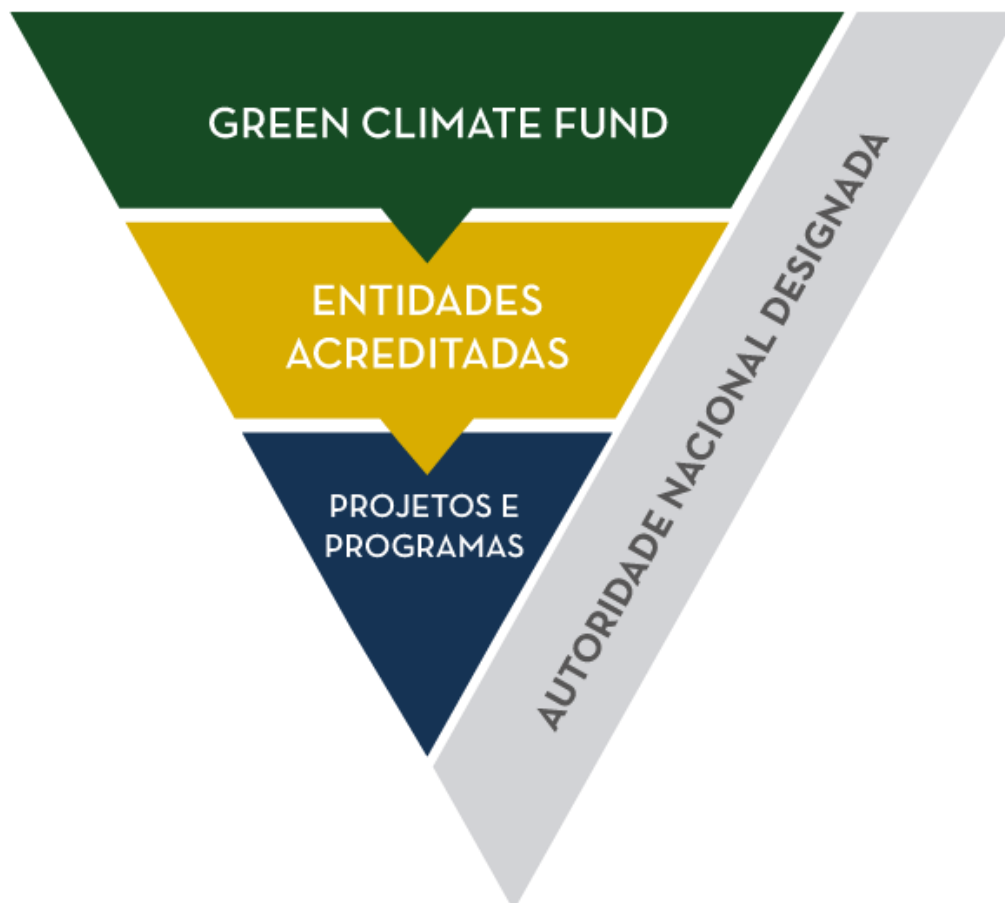 GREEN CLIMATE FUND
ENTIDADES
ACREDITADAS
PROJETOS E
PROGRAMAS
AUTORIDADE NACIONAL DESIGNADA